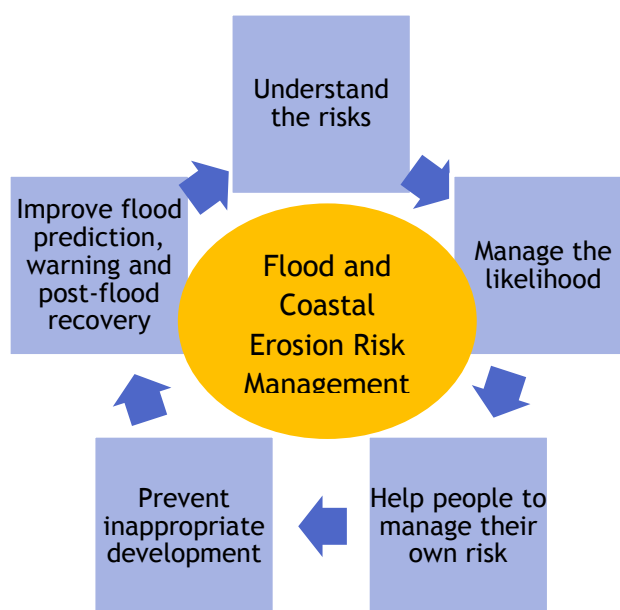 Understand
the risks
Manage the
likelihood
Help people to
manage their
own risk
Prevent
inappropriate
development
Improve flood
prediction,
warning and
post-flood
recovery
Flood and
Coastal
Erosion Risk
Management